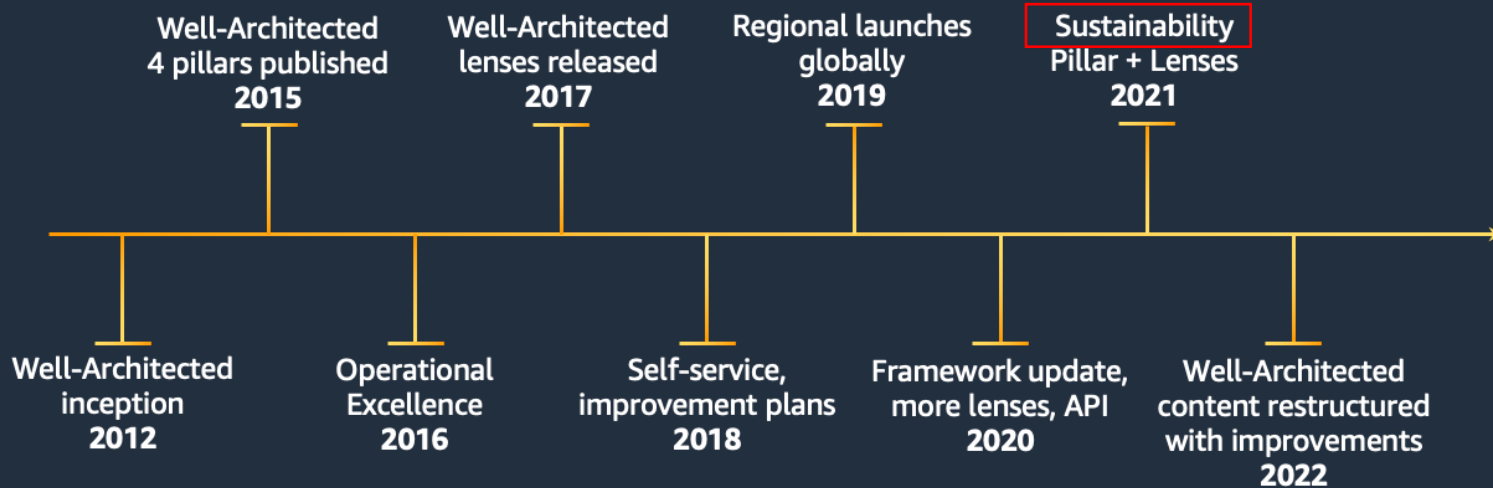 Well-Architected
4 pillars published
2015
Well-Architected
lenses released
2017
Regional launches
globally
2019
Sustainability
Pillar + Lenses
2021
Well-Architected
inception
2012
Operational
Excellence
2016
Self-service,
improvement plans
2018
Framework update,
more lenses, API
2020
Well-Architected
content restructured
with improvements
2022